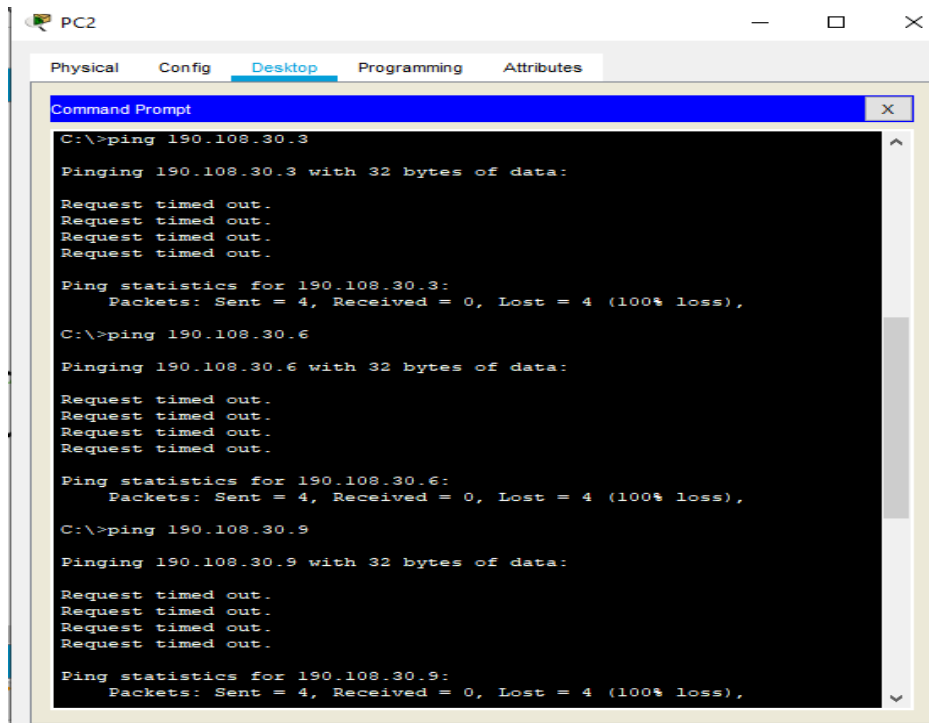 PC2
Physical Config Desktop Programming Attributes
Command Prompt X
C:\>ping 190.108.30.3
Pinging 190.108.30.3 with 32 bytes of data:
Request timed out.
Request timed out.
Request timed out.
Request timed out.
Ping statistics for 190.108.30.3:
Packets: Sent = 4, Received = 0, Lost = 4 (100% loss),
C:\>ping 190.108.30.6
Pinging 190.108.30.6 with 32 bytes of data:
Request timed out.
Request timed out.
Request timed out.
Request timed out.
Ping statistics for 190.108.30.6:
Packets: Sent = 4, Received = 0, Lost = 4 (100% loss),
C:\>ping 190.108.30.9
Pinging 190.108.30.9 with 32 bytes of data:
Request timed out.
Request timed out.
Request timed out.
Request timed out.
Ping statistics for 190.108.30.9:
Packets: Sent = 4, Received = 0, Lost = 4 (100% loss),